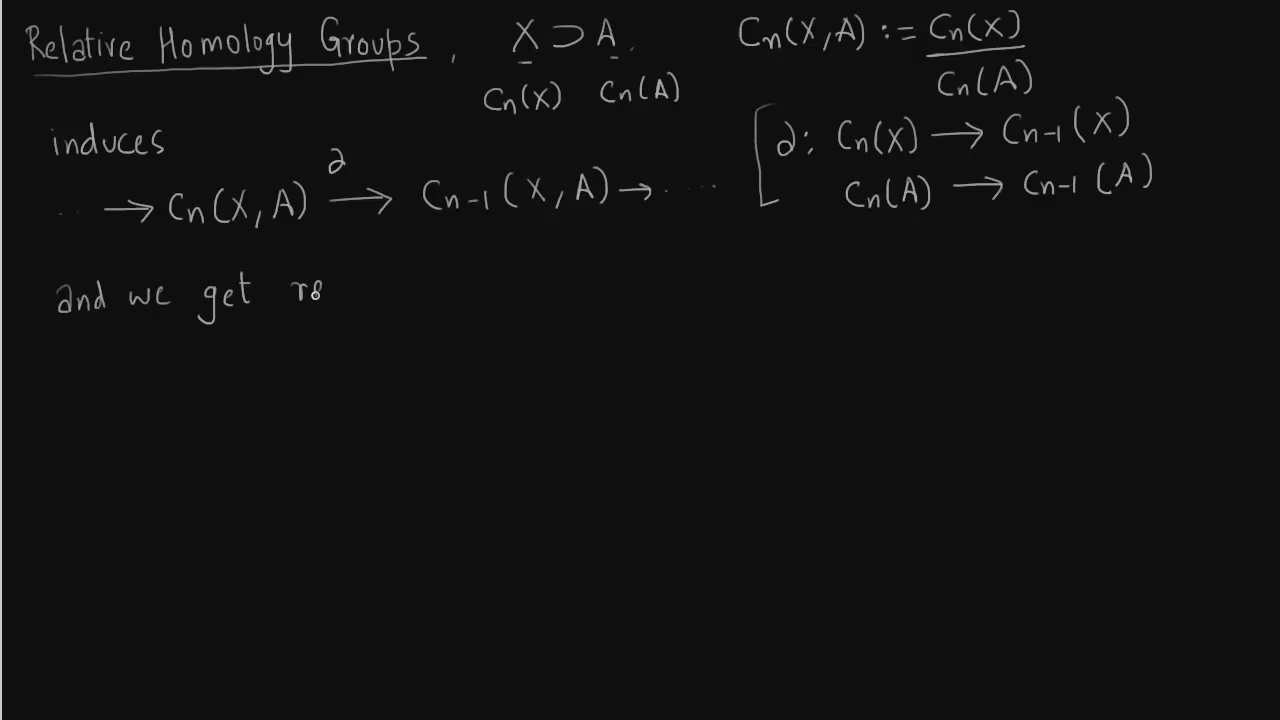 Relative Homology Groups, X ⊃ A. Cn(X,A) := Cn(X) / Cn(A)
Cn(X) Cn(A)
induces [ ∂: Cn(X) → Cn-1(X)
Cn(A) → Cn-1(A)
... → Cn(X,A) —∂→ Cn-1(X,A) → ....
and we get